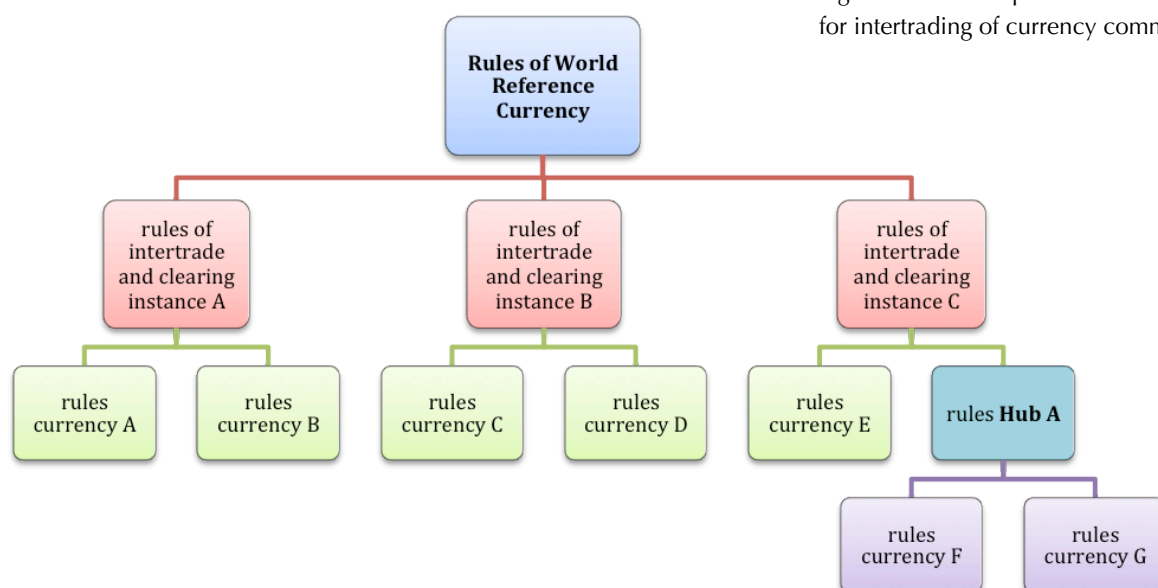 for intertrading of currency
Rules of World
Reference
Currency
rules of
intertrade
and clearing
instance A
rules of
intertrade
and clearing
instance B
rules of
intertrade
and clearing
instance C
rules
currency A
rules
currency B
rules
currency C
rules
currency D
rules
currency E
rules Hub A
rules
currency F
rules
currency G